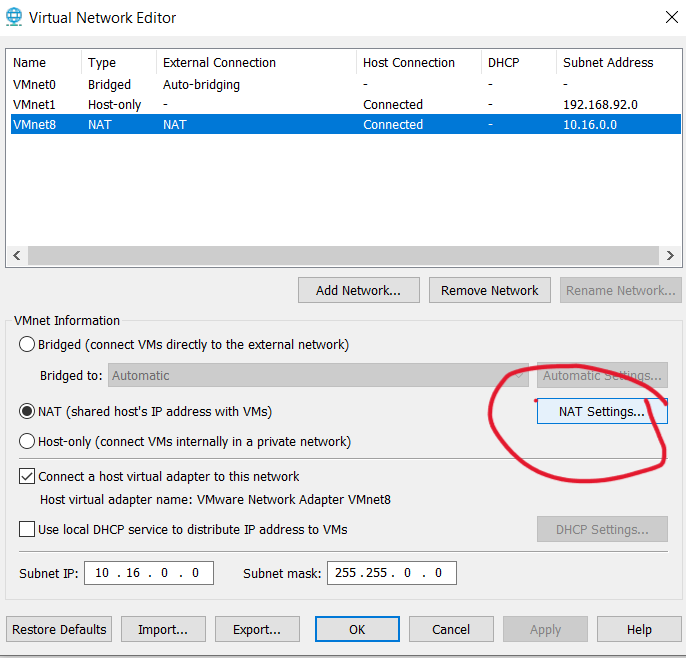 Virtual Network Editor
Name Type External Connection Host Connection DHCP Subnet Address
VMnet0 Bridged Auto-bridging - - -
VMnet1 Host-only - Connected - 192.168.92.0
VMnet8 NAT NAT Connected - 10.16.0.0
Add Network... Remove Network Rename Network...
VMnet Information
Bridged (connect VMs directly to the external network)
Bridged to: Automatic Automatic Settings...
NAT (shared host's IP address with VMs) NAT Settings...
Host-only (connect VMs internally in a private network)
Connect a host virtual adapter to this network
Host virtual adapter name: VMware Network Adapter VMnet8
Use local DHCP service to distribute IP address to VMs DHCP Settings...
Subnet IP: 10 . 16 . 0 . 0 Subnet mask: 255 . 255 . 0 . 0
Restore Defaults Import... Export... OK Cancel Apply Help